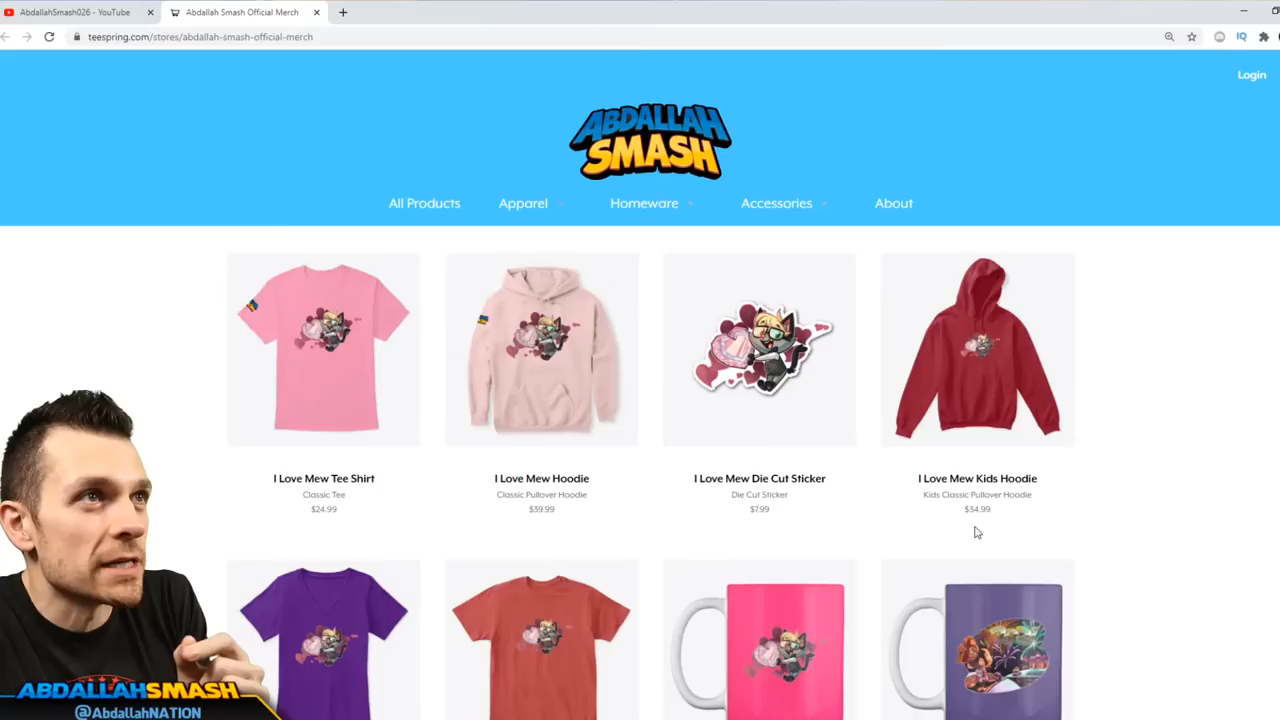 AbdallahSmash026 - YouTube
Abdallah Smash Official Merch
teespring.com/stores/abdallah-smash-official-merch
IQ
Login
ABDALLAH
SMASH
All Products Apparel Homeware Accessories About
I Love Mew Tee Shirt
Classic Tee
$24.99
I Love Mew Hoodie
Classic Pullover Hoodie
$39.99
I Love Mew Die Cut Sticker
Die Cut Sticker
$7.99
I Love Mew Kids Hoodie
Kids Classic Pullover Hoodie
$34.99
ABDALLAHSMASH
@AbdallahNATION